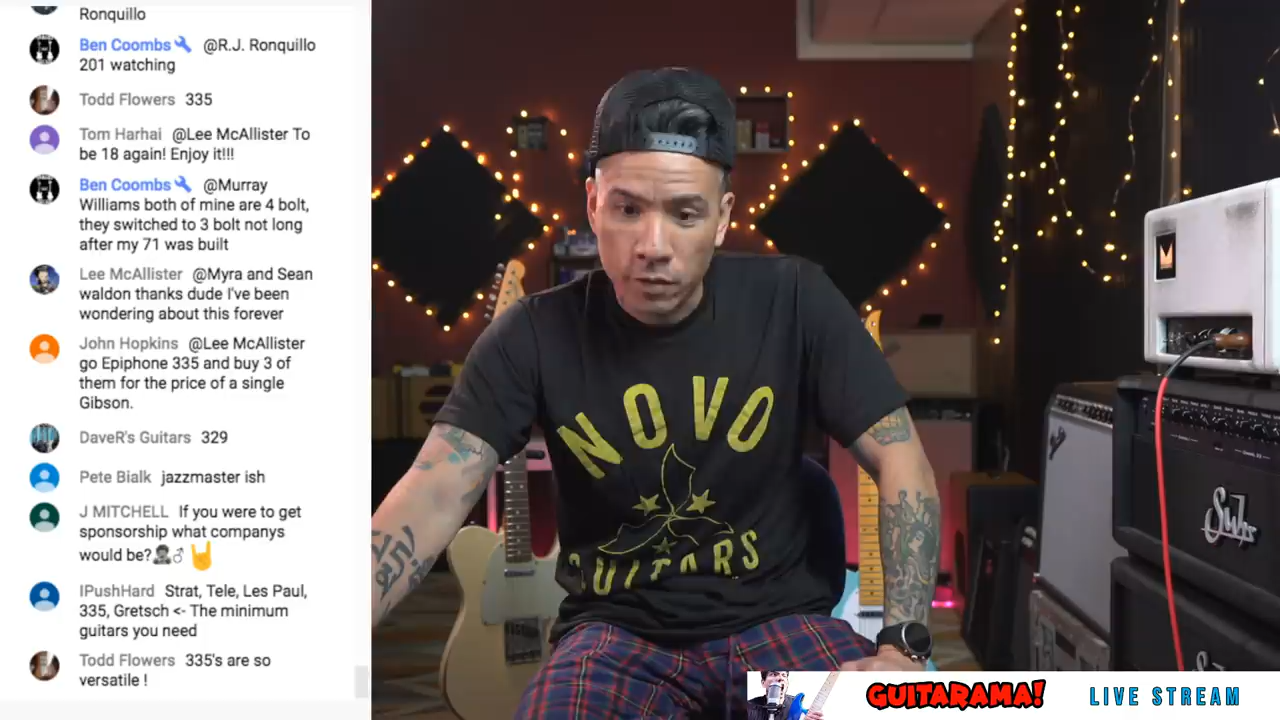 Ronquillo
Ben Coombs @R.J. Ronquillo
201 watching
Todd Flowers 335
Tom Harhai @Lee McAllister To
be 18 again! Enjoy it!!!
Ben Coombs @Murray
Williams both of mine are 4 bolt,
they switched to 3 bolt not long
after my 71 was built
Lee McAllister @Myra and Sean
waldon thanks dude I've been
wondering about this forever
John Hopkins @Lee McAllister
go Epiphone 335 and buy 3 of
them for the price of a single
Gibson.
DaveR's Guitars 329
Pete Bialk jazzmaster ish
J MITCHELL If you were to get
sponsorship what companys
would be?
IPushHard Strat, Tele, Les Paul,
335, Gretsch <- The minimum
guitars you need
Todd Flowers 335's are so
versatile !
NOVO
GUITARS
Suhr
GUITARAMA!
LIVE STREAM